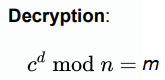 Decryption:
c^d mod n = m